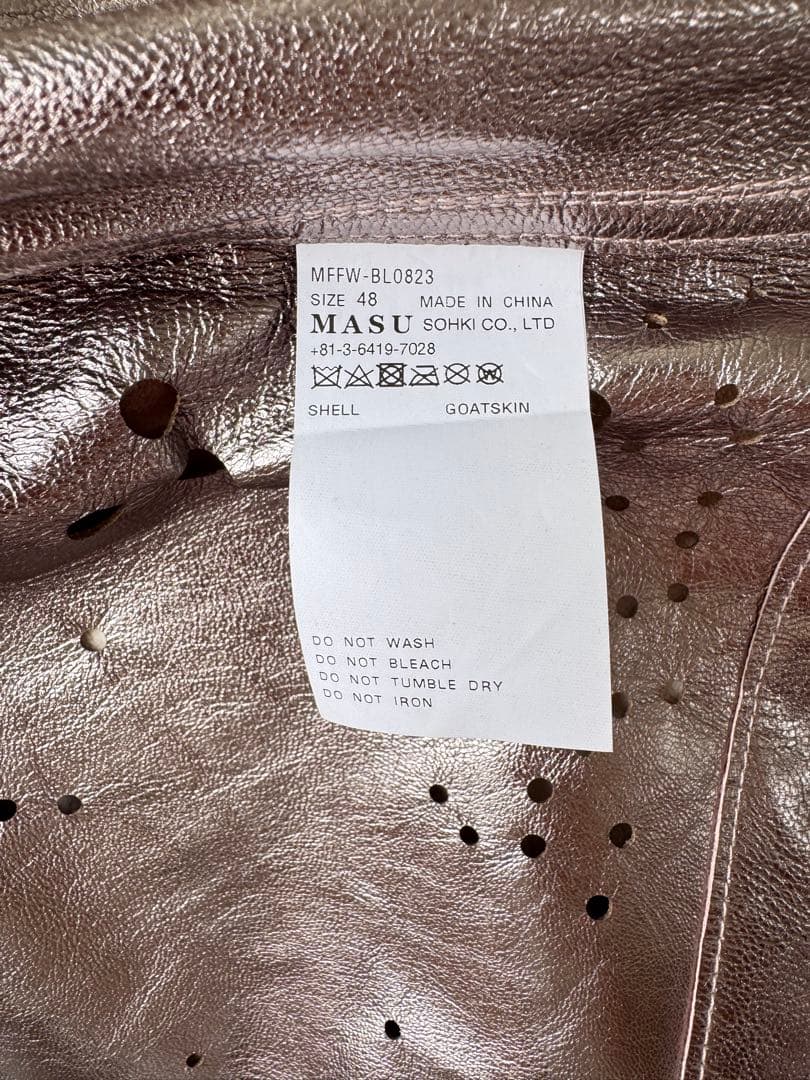 MFFW-BL0823
SIZE 48 MADE IN CHINA
MASU SOHKI CO., LTD
+81-3-6419-7028
SHELL GOATSKIN
DO NOT WASH
DO NOT BLEACH
DO NOT TUMBLE DRY
DO NOT IRON